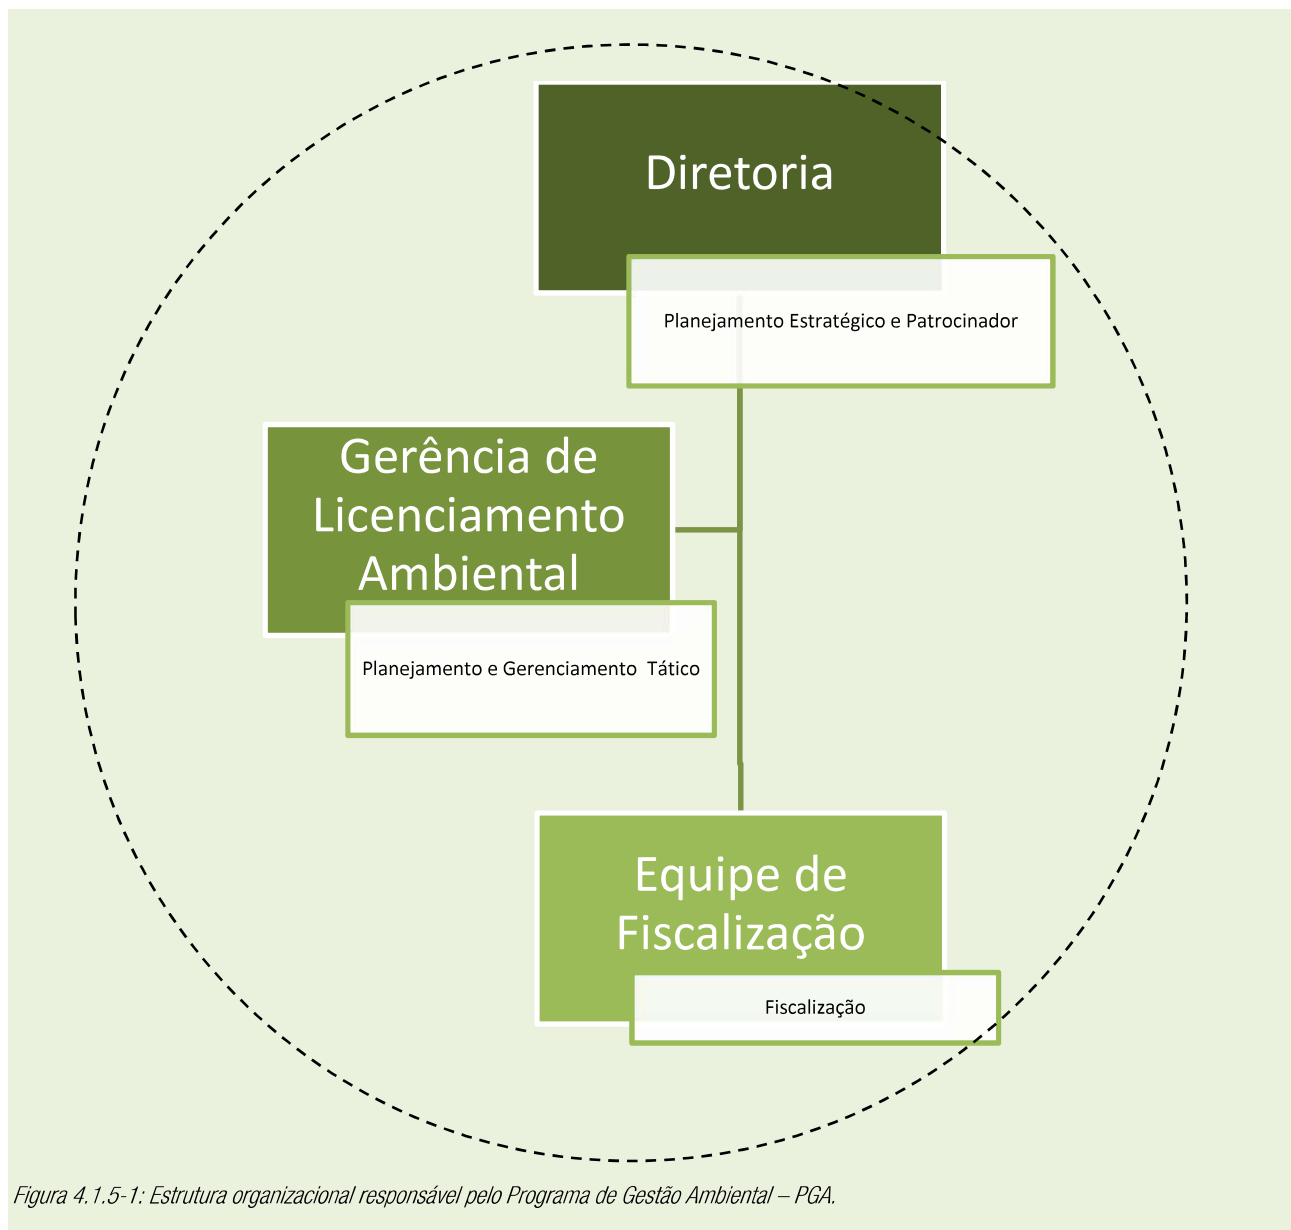 Diretoria
Planejamento Estratégico e Patrocinador
Gerência de
Licenciamento
Ambiental
Planejamento e Gerenciamento  Tático
Equipe de
Fiscalização
Fiscalização
Figura 4.1.5-1: Estrutura organizacional responsável pelo Programa de Gestão Ambiental – PGA.